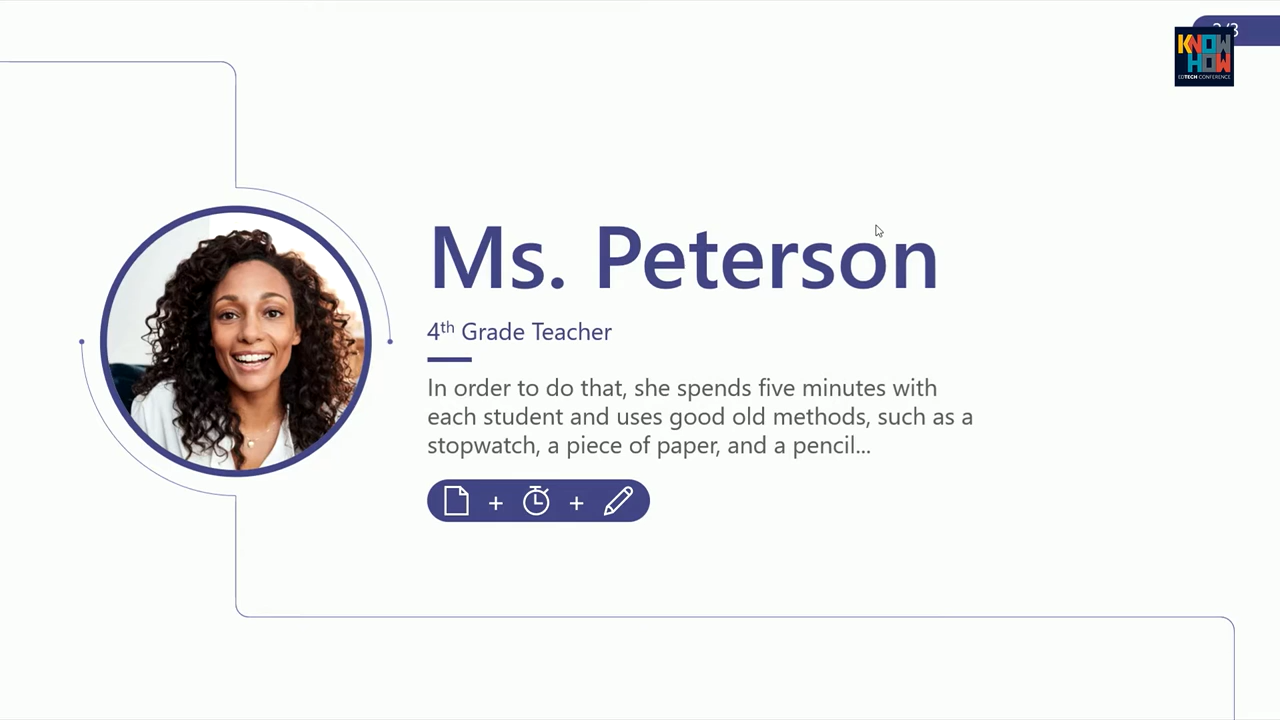 KNOW
HOW
EDTECH CONFERENCE
Ms. Peterson
4th Grade Teacher
In order to do that, she spends five minutes with
each student and uses good old methods, such as a
stopwatch, a piece of paper, and a pencil...
+ +